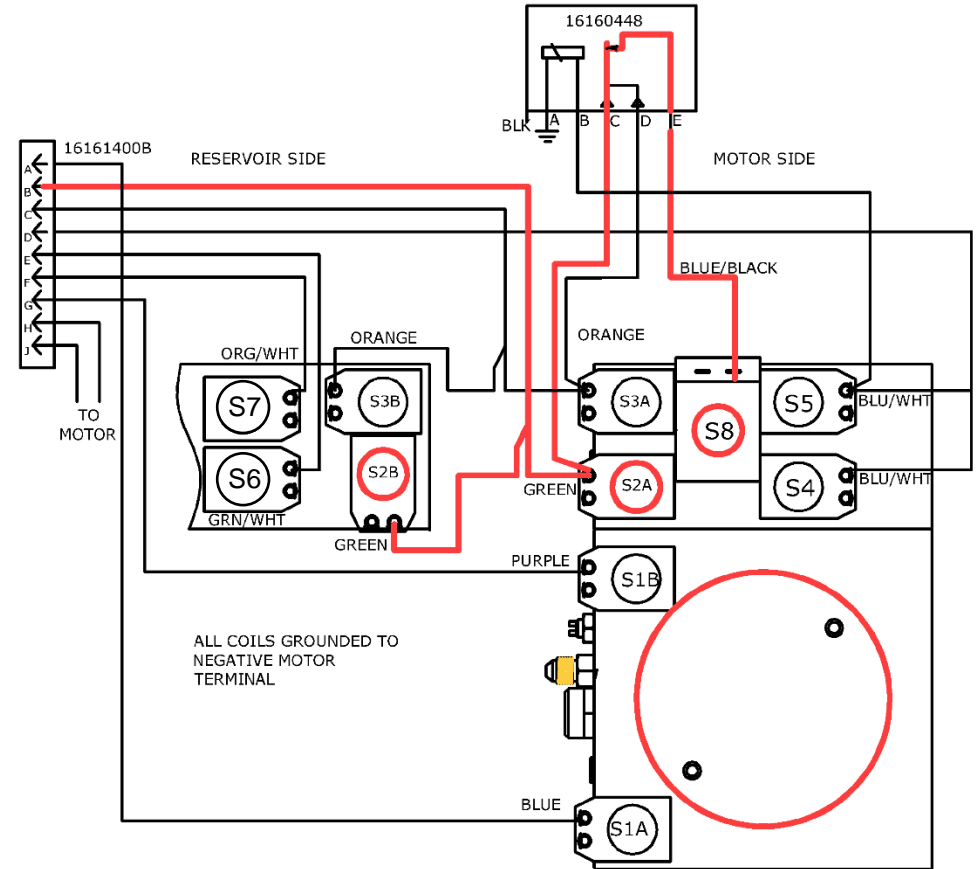 16160448
BLK
A
B
C
D
E
16161400B
RESERVOIR SIDE
MOTOR SIDE
A
B
C
D
E
F
G
H
J
BLUE/BLACK
ORANGE
ORANGE
ORG/WHT
TO
MOTOR
S7
S3B
S3A
S8
S5
BLU/WHT
S6
S2B
S2A
S4
BLU/WHT
GREEN
GRN/WHT
GREEN
PURPLE
S1B
ALL COILS GROUNDED TO
NEGATIVE MOTOR
TERMINAL
BLUE
S1A